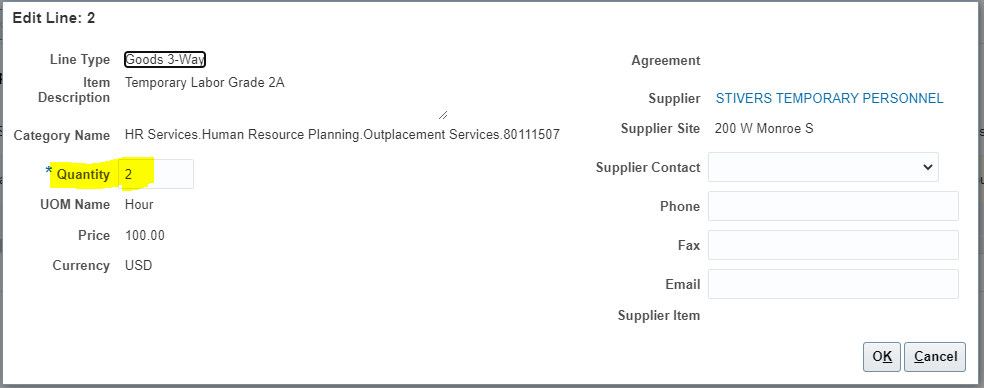 Edit Line: 2
Line Type Goods 3-Way
Item Description Temporary Labor Grade 2A
Category Name HR Services.Human Resource Planning.Outplacement Services.80111507
* Quantity 2
UOM Name Hour
Price 100.00
Currency USD
Agreement
Supplier STIVERS TEMPORARY PERSONNEL
Supplier Site 200 W Monroe S
Supplier Contact
Phone
Fax
Email
Supplier Item
OK Cancel